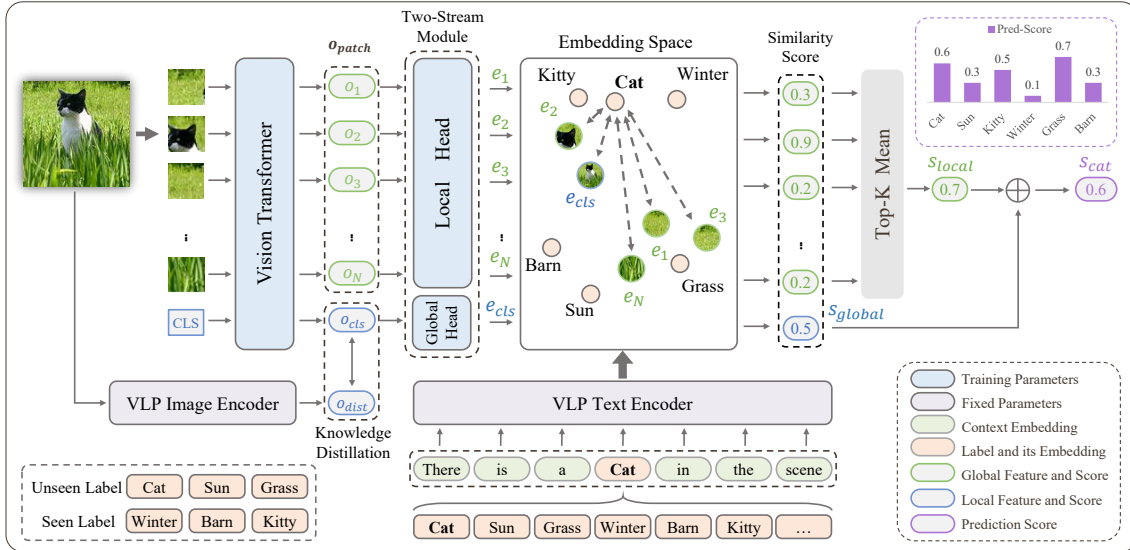 Two-Stream
Module
o_patch
Embedding Space
Similarity
Score
Pred-Score
0.6
0.3
0.5
0.1
0.7
0.3
Cat
Sun
Kitty
Winter
Grass
Barn
Vision Transformer
o_1
o_2
o_3
...
o_N
o_cls
Local Head
Global
Head
e_1
e_2
e_3
...
e_N
e_cls
Kitty
Cat
Winter
e_2
e_cls
e_3
e_1
e_N
Barn
Sun
Grass
0.3
0.9
0.2
...
0.2
0.5
Top-K Mean
s_local
0.7
s_cat
0.6
s_global
...
CLS
VLP Image Encoder
o_dist
Knowledge
Distillation
VLP Text Encoder
There is a Cat in the scene
Cat Sun Grass Winter Barn Kitty ...
Unseen Label Cat Sun Grass
Seen Label Winter Barn Kitty
Training Parameters
Fixed Parameters
Context Embedding
Label and its Embedding
Global Feature and Score
Local Feature and Score
Prediction Score